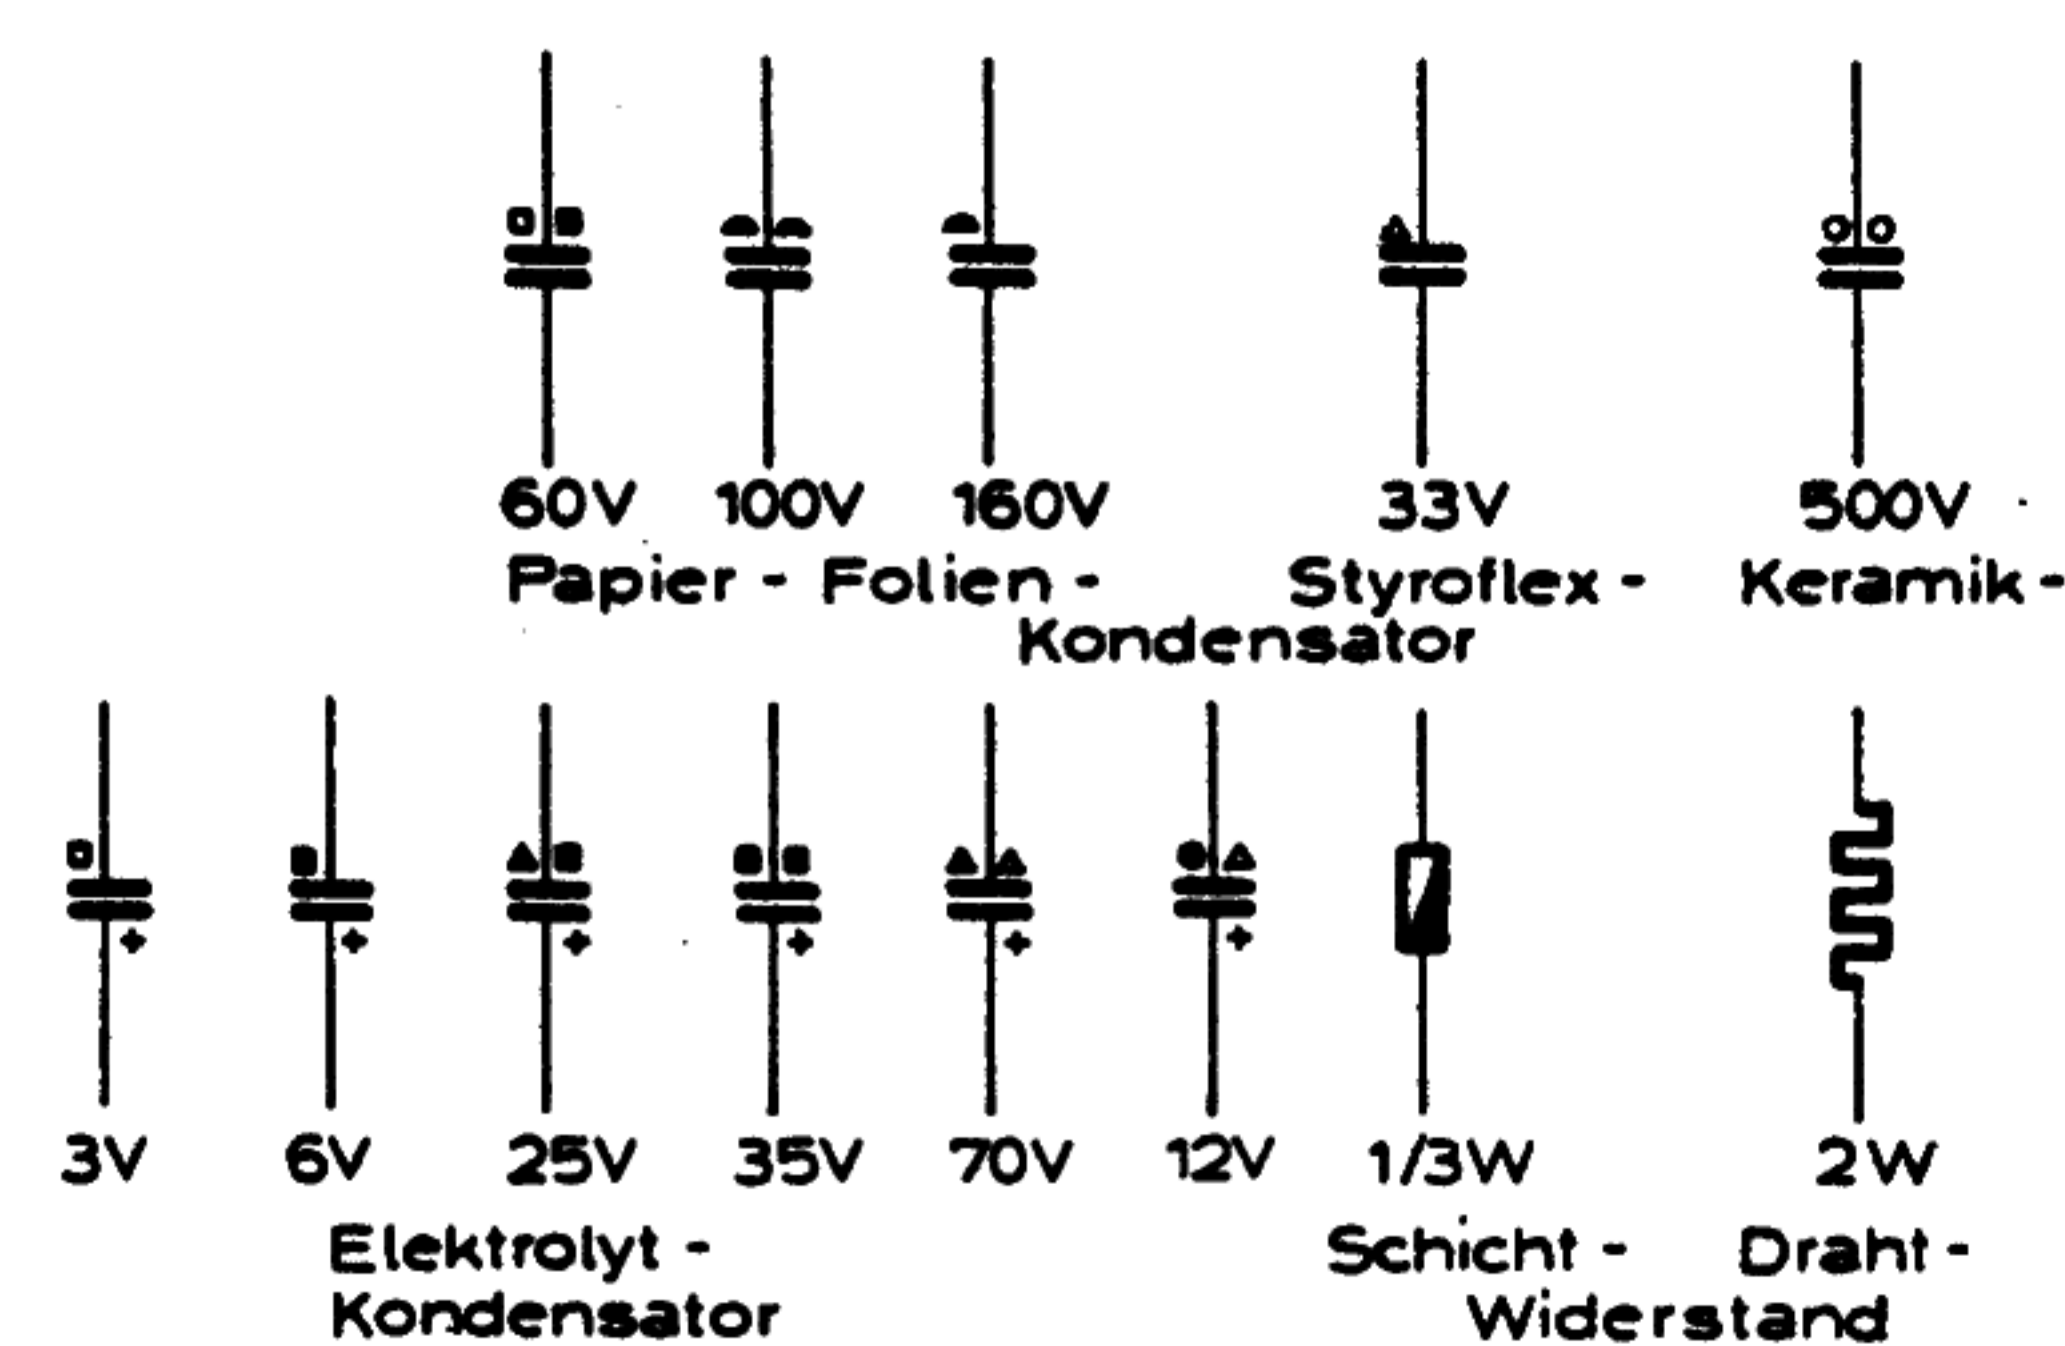 60V 100V 160V 33V 500V
Papier - Folien - Styroflex - Keramik -
Kondensator
3V 6V 25V 35V 70V 12V 1/3W 2W
Elektrolyt - Schicht - Draht -
Kondensator Widerstand